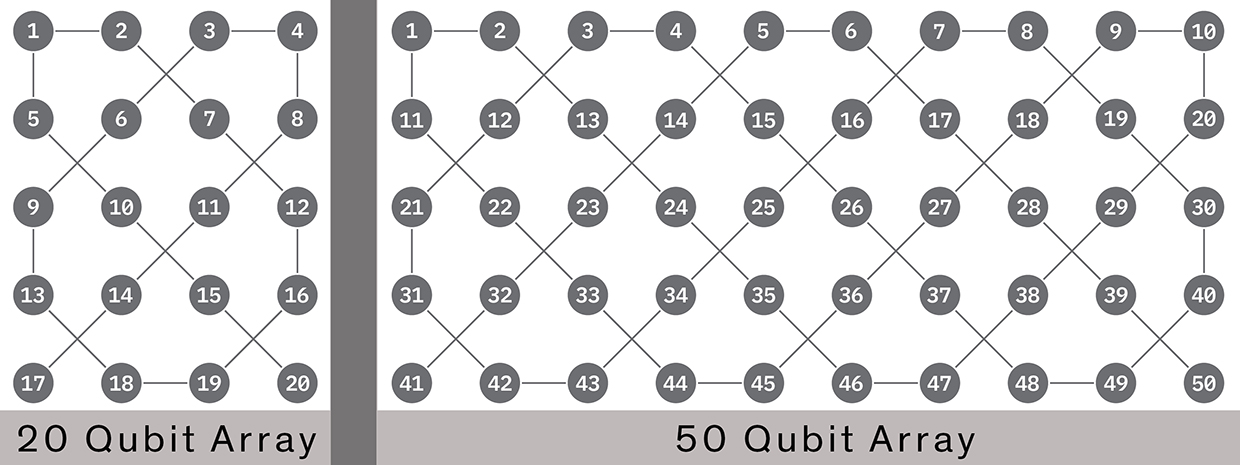 1 2 3 4
5 6 7 8
9 10 11 12
13 14 15 16
17 18 19 20
20 Qubit Array
1 2 3 4 5 6 7 8 9 10
11 12 13 14 15 16 17 18 19 20
21 22 23 24 25 26 27 28 29 30
31 32 33 34 35 36 37 38 39 40
41 42 43 44 45 46 47 48 49 50
50 Qubit Array